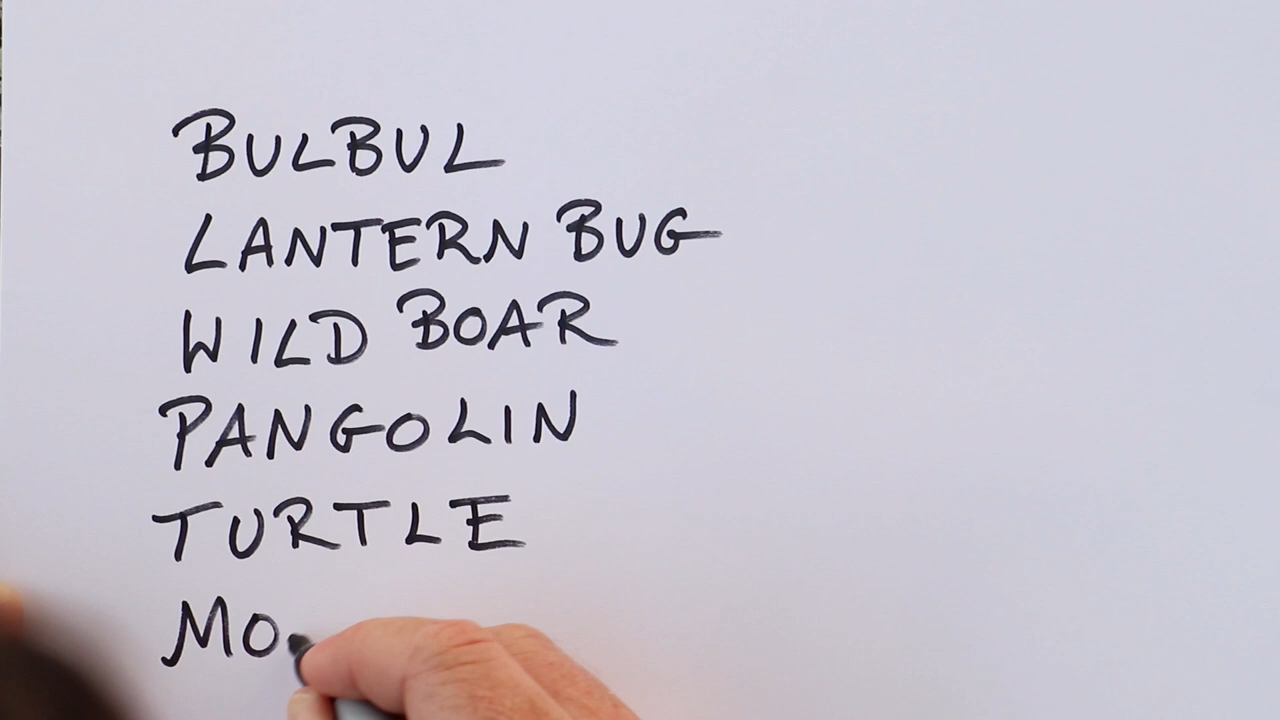 BULBUL
LANTERN BUG
WILD BOAR
PANGOLIN
TURTLE
MO